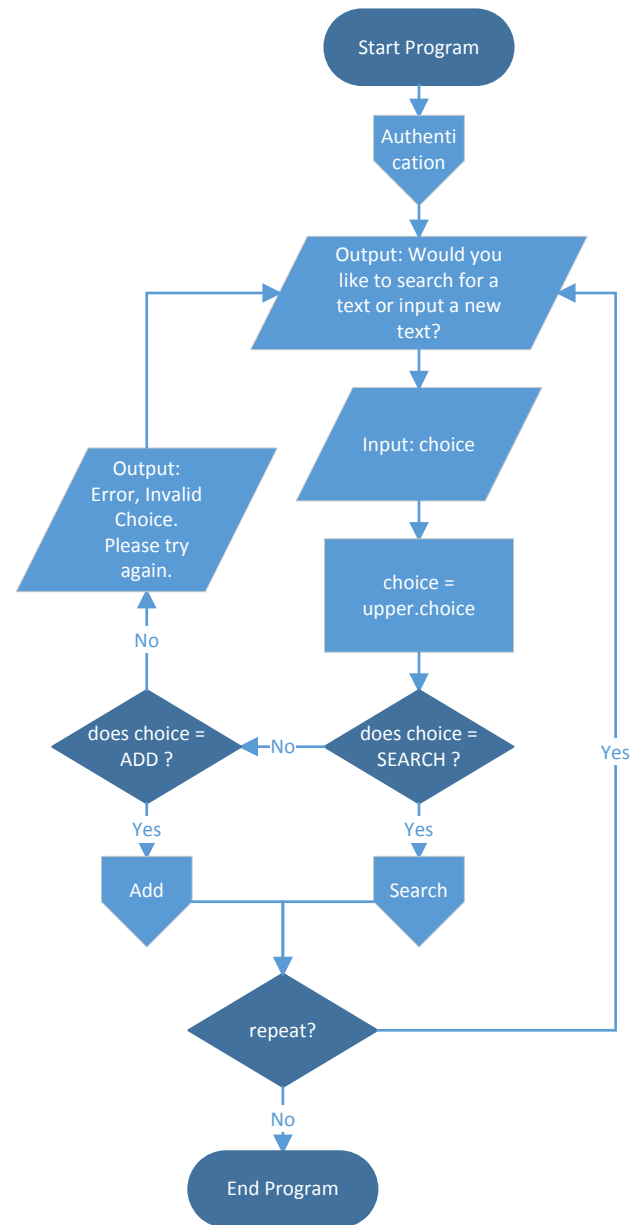 Start Program
Authenti
cation
Output: Would you
like to search for a
text or input a new
text?
Input: choice
Output:
Error, Invalid
Choice.
Please try
again.
choice =
upper.choice
No
does choice =
ADD ?
No
does choice =
SEARCH ?
Yes
Yes
Yes
Add
Search
repeat?
No
End Program